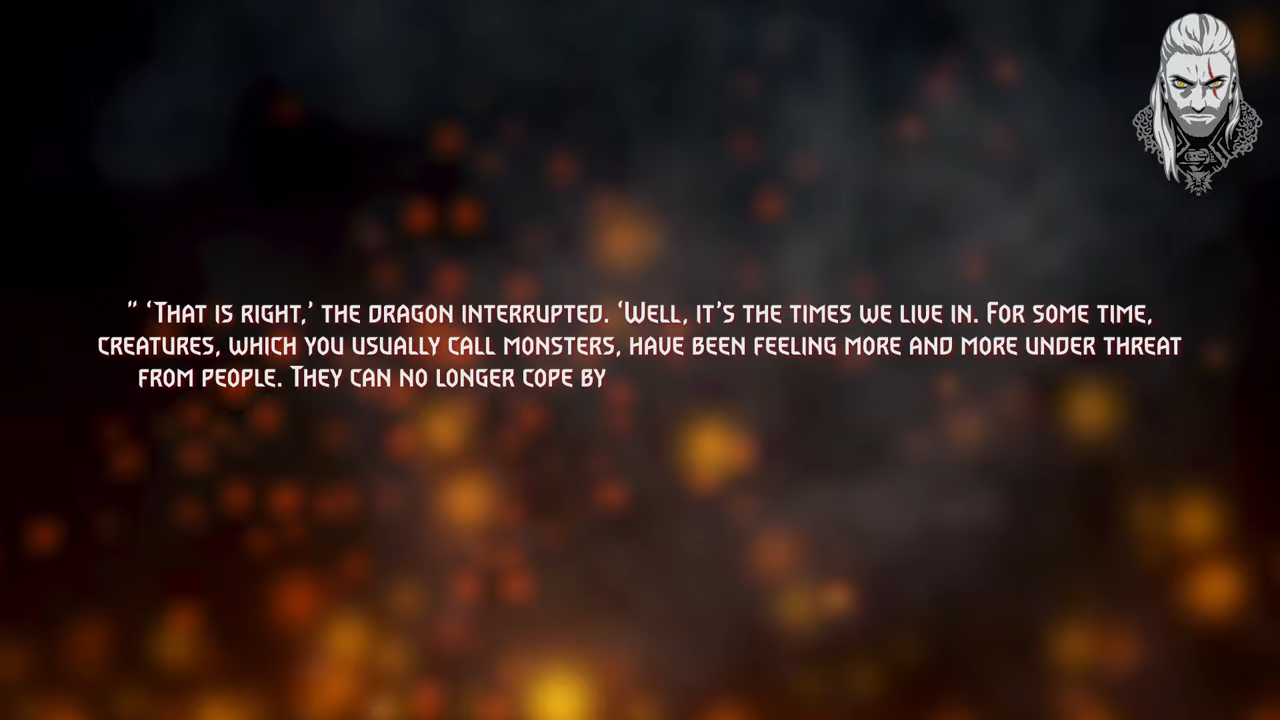 " ‘That is right,’ the dragon interrupted. ‘Well, it’s the times we live in. For some time,
creatures, which you usually call monsters, have been feeling more and more under threat
from people. They can no longer cope by